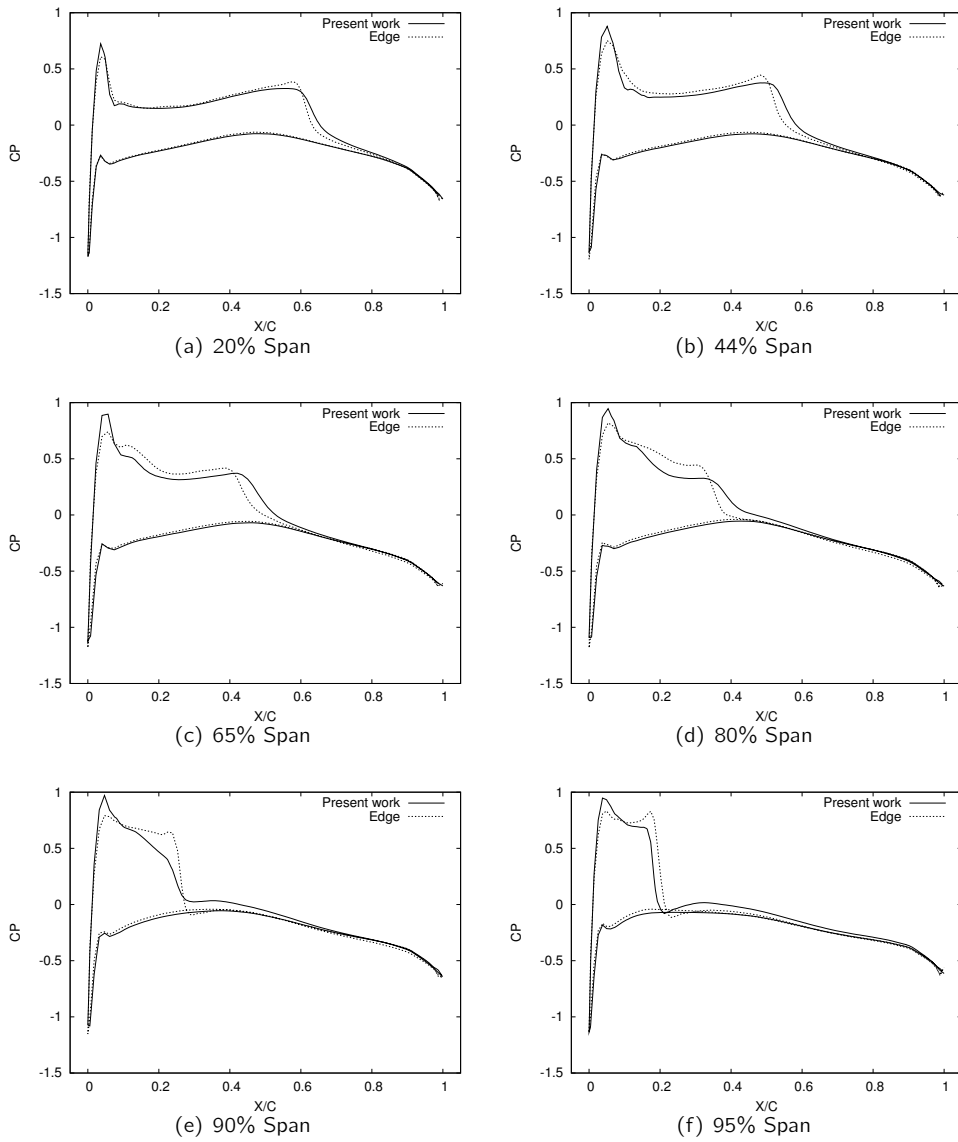 1
0.5
0
-0.5
-1
-1.5
CP
Present work
Edge
0 0.2 0.4 0.6 0.8 1
X/C
(a) 20% Span
1
0.5
0
-0.5
-1
-1.5
CP
Present work
Edge
0 0.2 0.4 0.6 0.8 1
X/C
(b) 44% Span
1
0.5
0
-0.5
-1
-1.5
CP
Present work
Edge
0 0.2 0.4 0.6 0.8 1
X/C
(c) 65% Span
1
0.5
0
-0.5
-1
-1.5
CP
Present work
Edge
0 0.2 0.4 0.6 0.8 1
X/C
(d) 80% Span
1
0.5
0
-0.5
-1
-1.5
CP
Present work
Edge
0 0.2 0.4 0.6 0.8 1
X/C
(e) 90% Span
1
0.5
0
-0.5
-1
-1.5
CP
Present work
Edge
0 0.2 0.4 0.6 0.8 1
X/C
(f) 95% Span